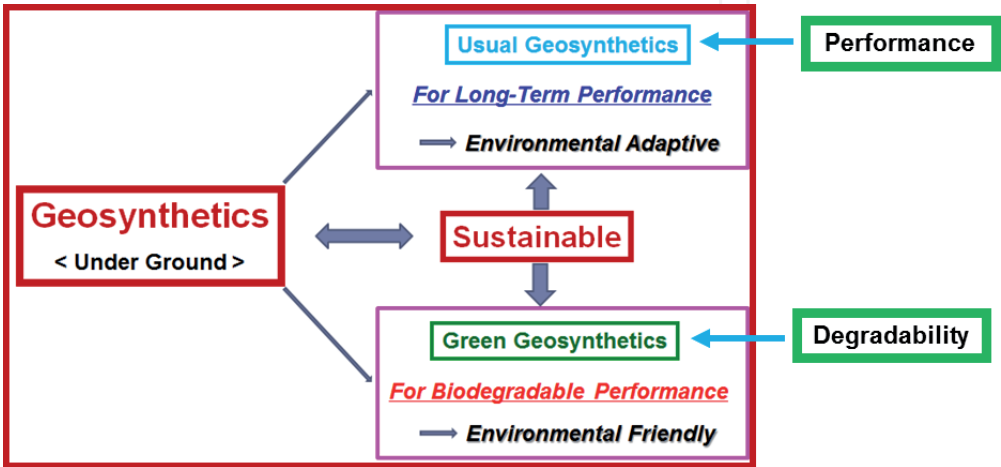 Usual Geosynthetics
Performance
For Long-Term Performance
Environmental Adaptive
Geosynthetics
< Under Ground >
Sustainable
Green Geosynthetics
Degradability
For Biodegradable Performance
Environmental Friendly